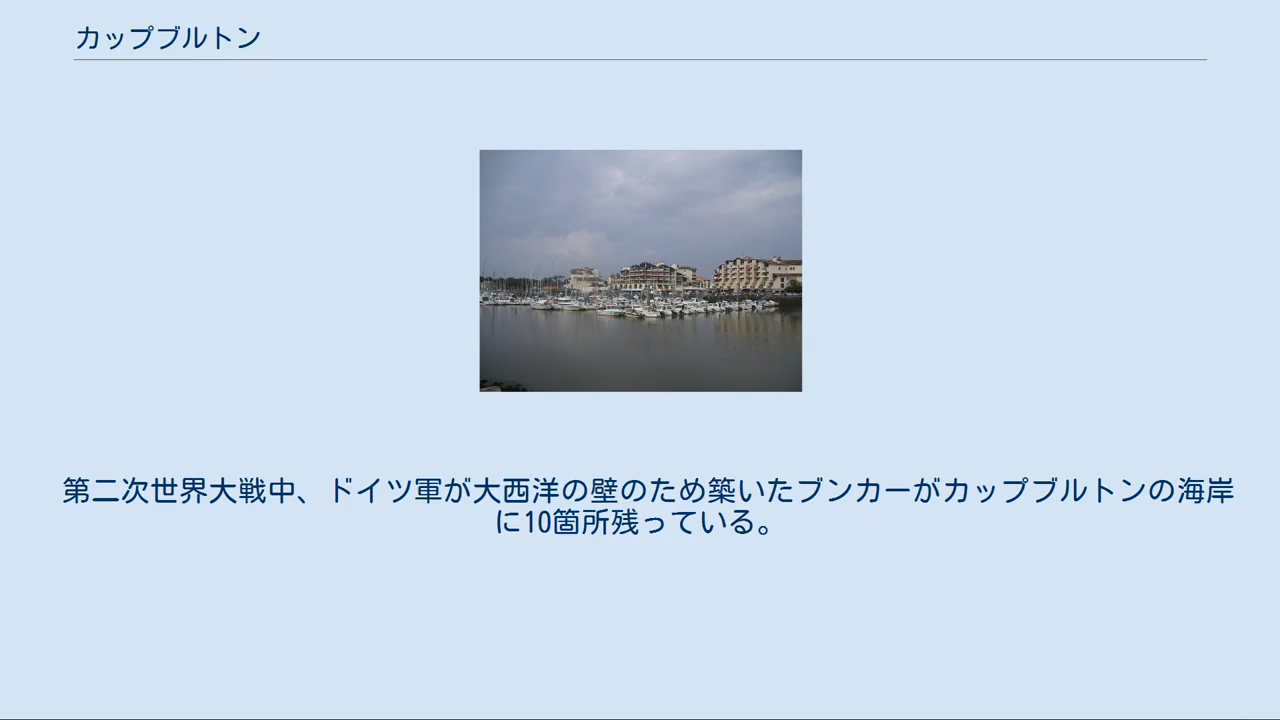 カップブルトン
第二次世界大戦中、ドイツ軍が大西洋の壁のため築いたブンカーがカップブルトンの海岸
に10箇所残っている。